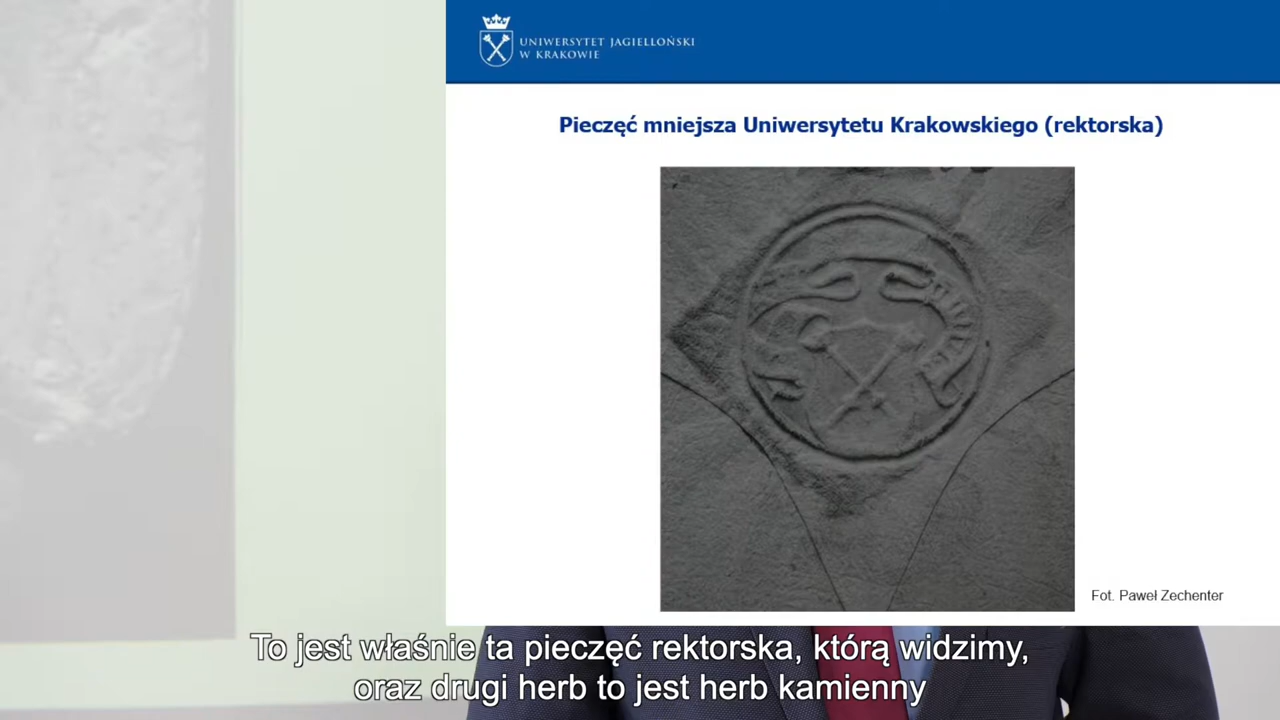 UNIWERSYTET JAGIELLOŃSKI
W KRAKOWIE
Pieczęć mniejsza Uniwersytetu Krakowskiego (rektorska)
Fot. Paweł Zechenter
To jest właśnie ta pieczęć rektorska, którą widzimy,
oraz drugi herb to jest herb kamienny